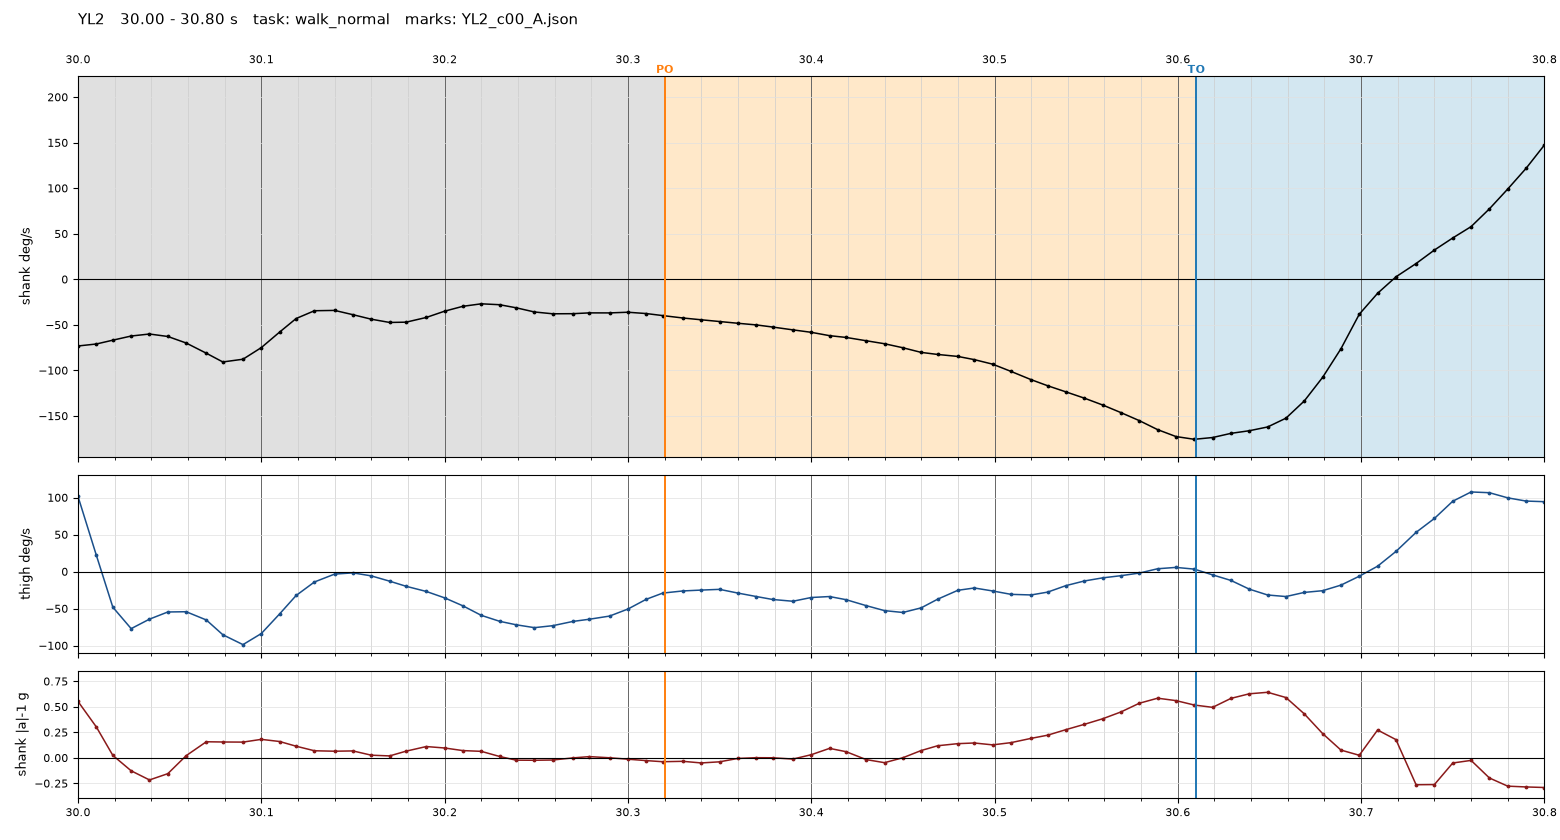 YL2   30.00 - 30.80 s   task: walk_normal   marks: YL2_c00_A.json
30.0 30.1 30.2 30.3 30.4 30.5 30.6 30.7 30.8
PO TO
shank deg/s
200
150
100
50
0
−50
−100
−150
thigh deg/s
100
50
0
−50
−100
shank |a|-1 g
0.75
0.50
0.25
0.00
−0.25
30.0 30.1 30.2 30.3 30.4 30.5 30.6 30.7 30.8